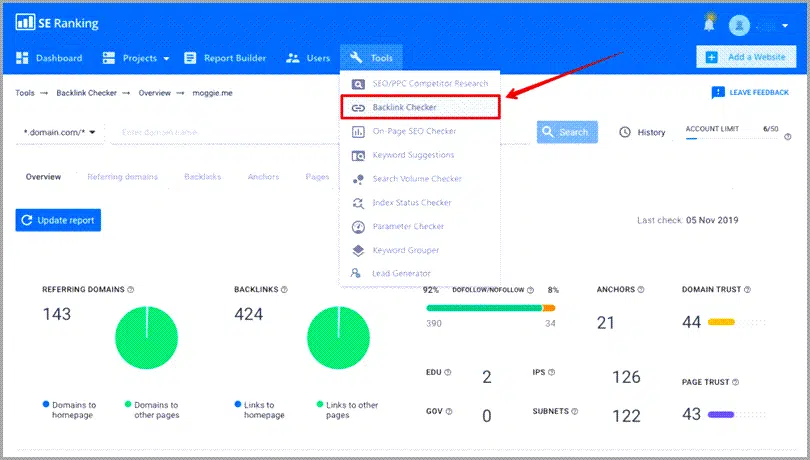 SE Ranking
Dashboard
Projects
Report Builder
Users
Tools
Add a Website
SEO/PPC Competitor Research
Backlink Checker
On-Page SEO Checker
Keyword Suggestions
Search Volume Checker
Index Status Checker
Parameter Checker
Keyword Grouper
Lead Generator
Tools → Backlink Checker → Overview → moggie.me
LEAVE FEEDBACK
*.domain.com/*
Enter domain name
Search
History
ACCOUNT LIMIT 6/50
Overview
Referring domains
Backlinks
Anchors
Pages
Update report
Last check: 05 Nov 2019
REFERRING DOMAINS
143
Domains to homepage
Domains to other pages
BACKLINKS
424
Links to homepage
Links to other pages
92% DOFOLLOW/NOFOLLOW 8%
390 34
ANCHORS
21
DOMAIN TRUST
44
EDU 2
IPS 126
GOV 0
SUBNETS 122
PAGE TRUST
43